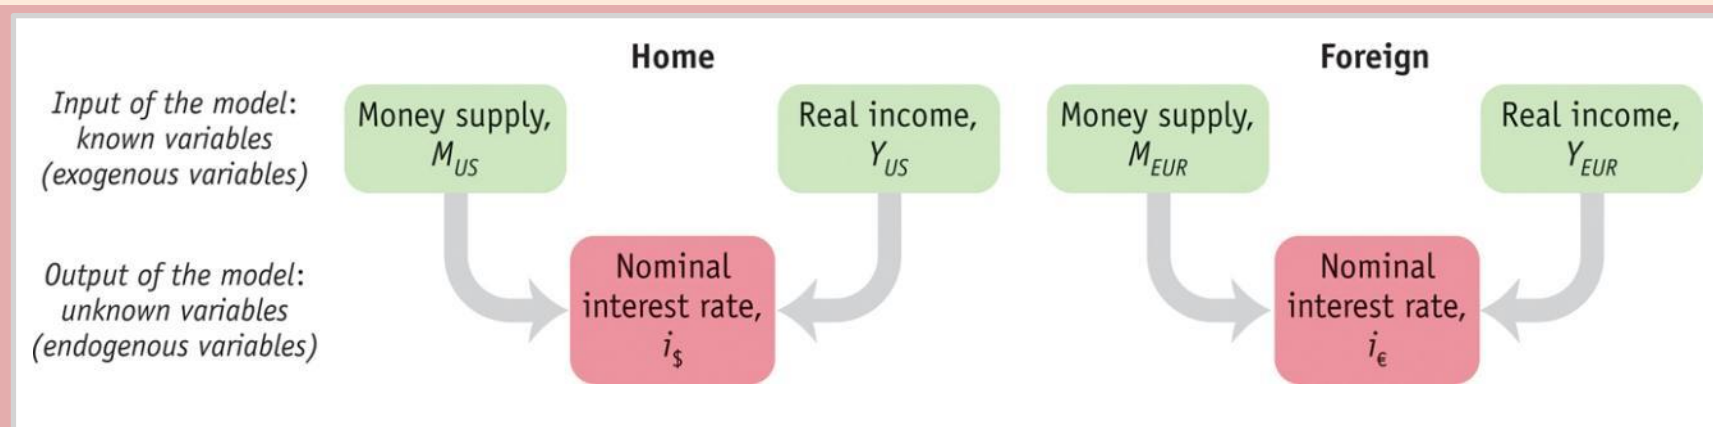 Home
Foreign
Input of the model:
known variables
(exogenous variables)
Money supply,
M_US
Real income,
Y_US
Money supply,
M_EUR
Real income,
Y_EUR
Output of the model:
unknown variables
(endogenous variables)
Nominal
interest rate,
i_$
Nominal
interest rate,
i_€